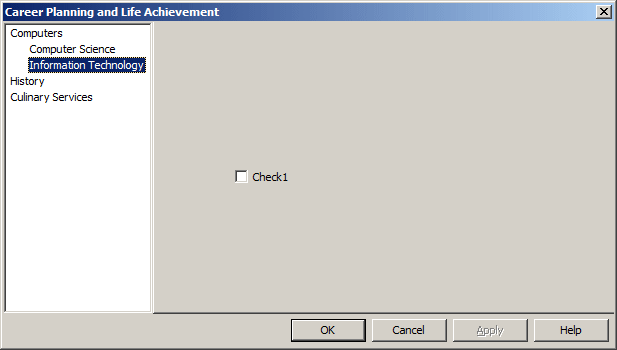 Career Planning and Life Achievement
Computers
Computer Science
Information Technology
History
Culinary Services
Check1
OK
Cancel
Apply
Help